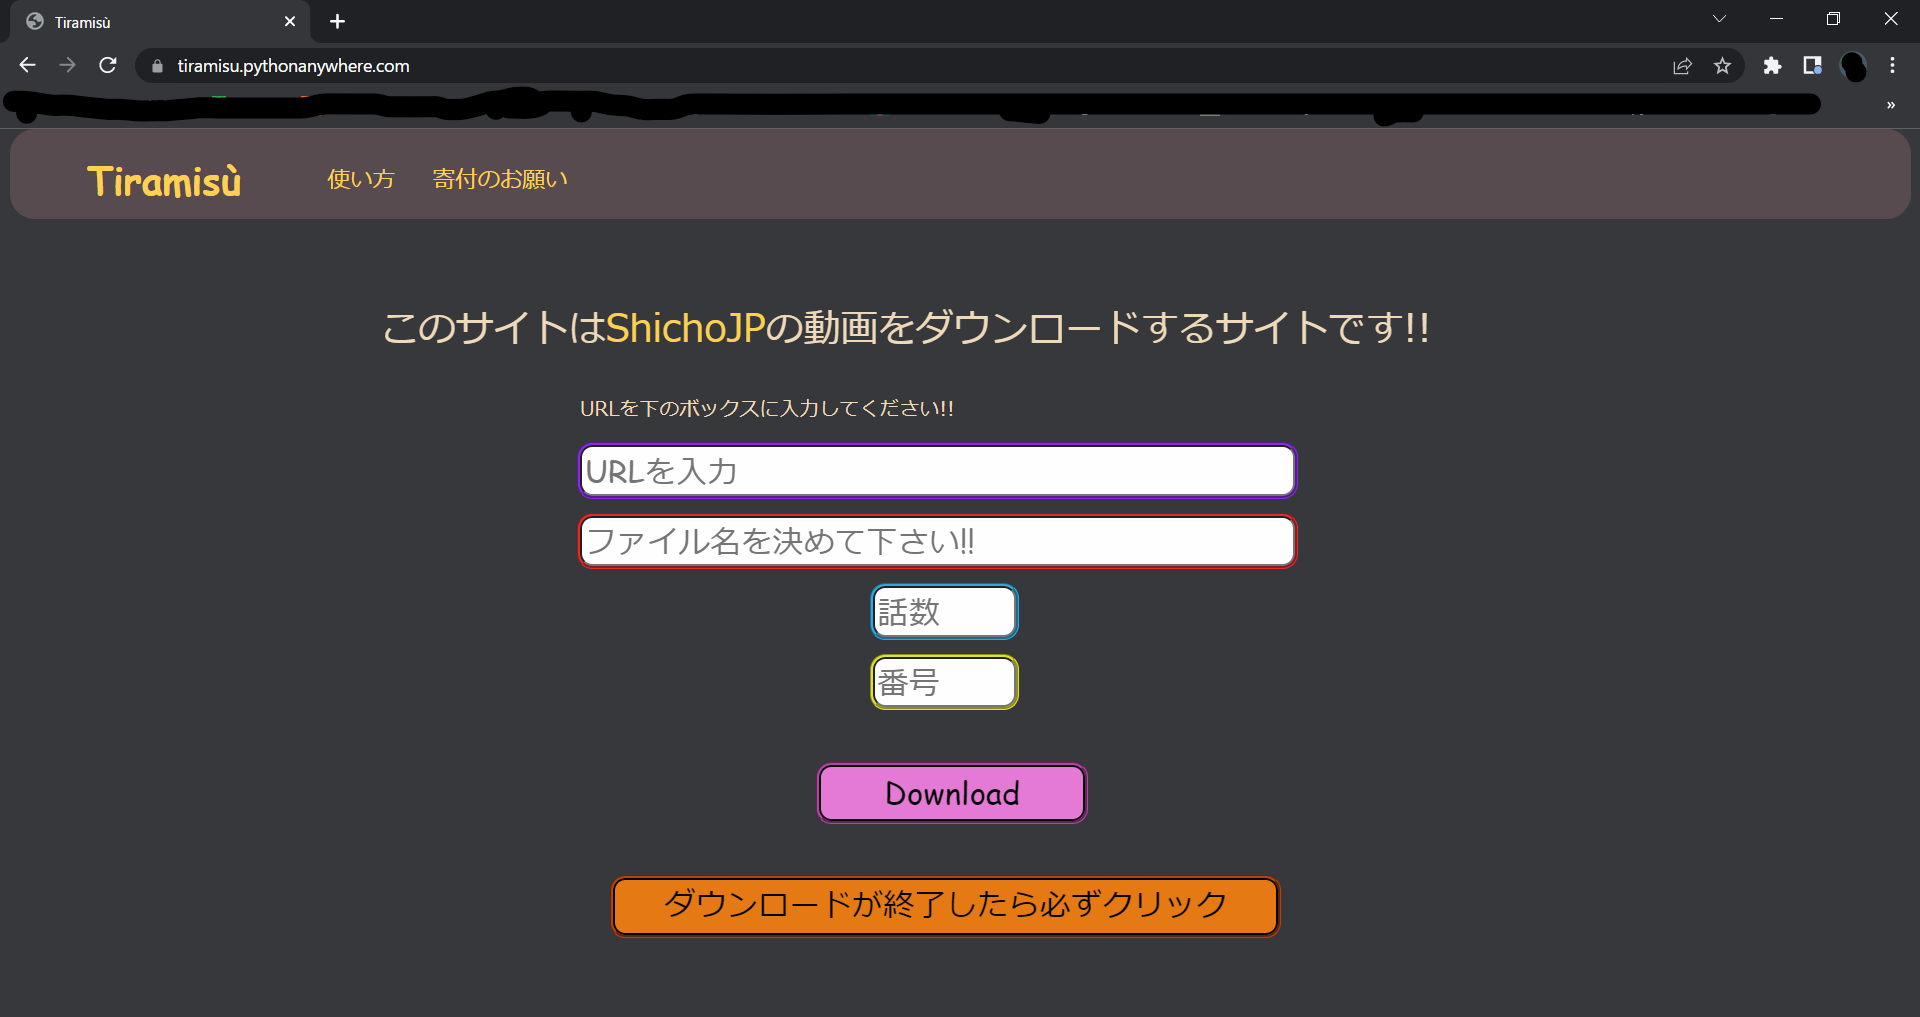 Tiramisù
tiramisu.pythonanywhere.com
»
Tiramisù 使い方 寄付のお願い
このサイトはShichoJPの動画をダウンロードするサイトです!!
URLを下のボックスに入力してください!!
URLを入力
ファイル名を決めて下さい!!
話数
番号
Download
ダウンロードが終了したら必ずクリック